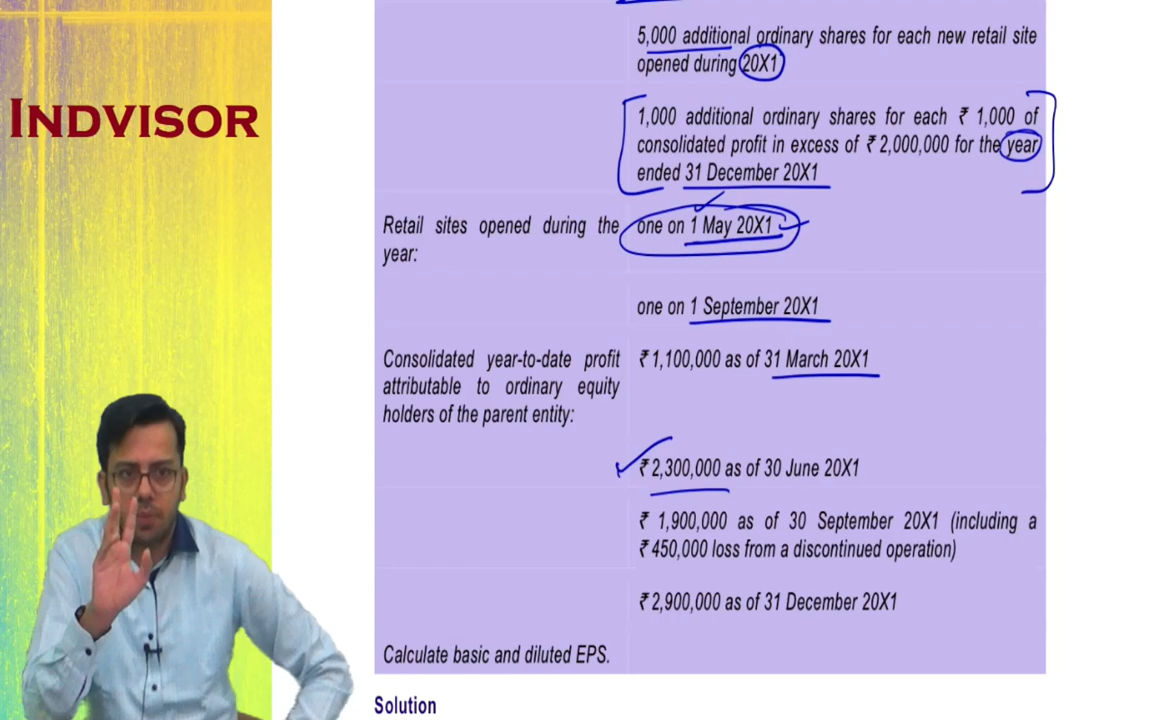 5,000 additional ordinary shares for each new retail site
opened during 20X1
INDVISOR
1,000 additional ordinary shares for each ₹ 1,000 of
consolidated profit in excess of ₹ 2,000,000 for the year
ended 31 December 20X1
Retail sites opened during the
year:
one on 1 May 20X1
one on 1 September 20X1
Consolidated year-to-date profit
attributable to ordinary equity
holders of the parent entity:
₹ 1,100,000 as of 31 March 20X1
₹ 2,300,000 as of 30 June 20X1
₹ 1,900,000 as of 30 September 20X1 (including a
₹ 450,000 loss from a discontinued operation)
₹ 2,900,000 as of 31 December 20X1
Calculate basic and diluted EPS.
Solution